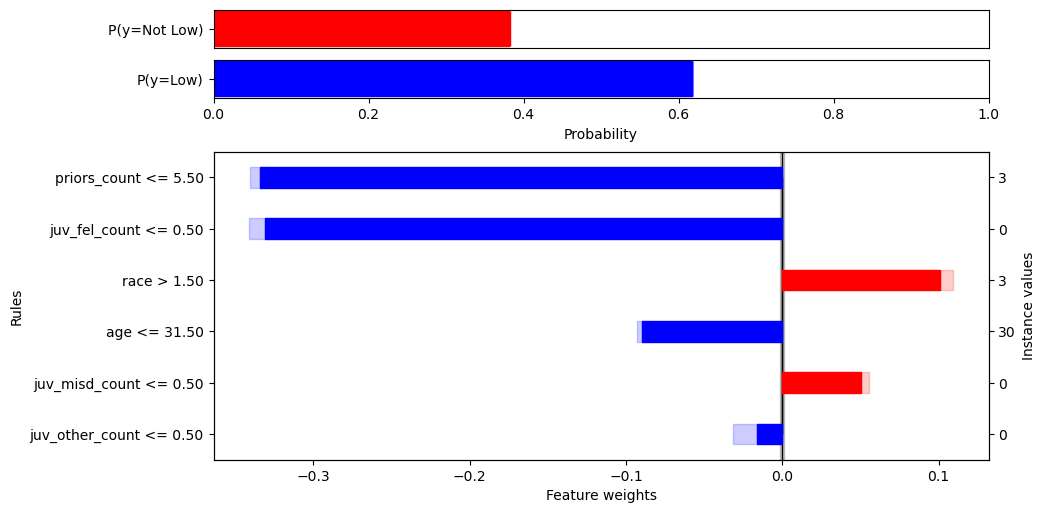 P(y=Not Low)
P(y=Low)
0.0 0.2 0.4 0.6 0.8 1.0
Probability
priors_count <= 5.50 3
juv_fel_count <= 0.50 0
race > 1.50 3
age <= 31.50 30
juv_misd_count <= 0.50 0
juv_other_count <= 0.50 0
Rules
Instance values
−0.3 −0.2 −0.1 0.0 0.1
Feature weights